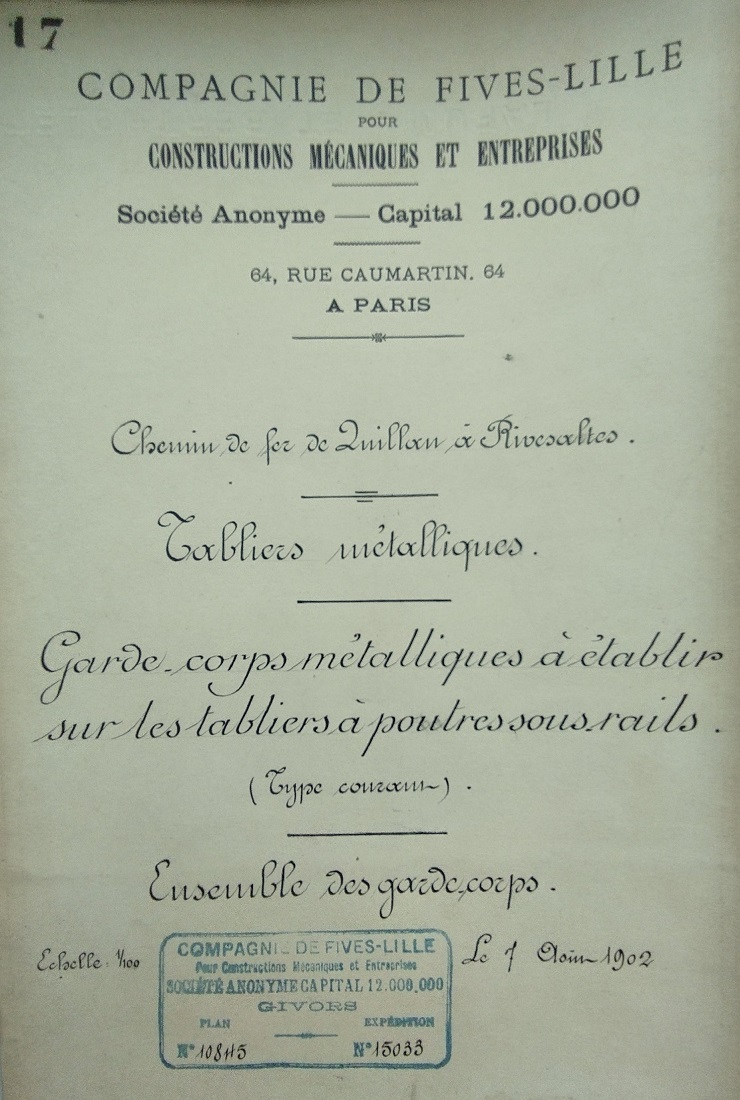 17
COMPAGNIE DE FIVES-LILLE
POUR
CONSTRUCTIONS MÉCANIQUES ET ENTREPRISES
Société Anonyme — Capital 12.000.000
64, RUE CAUMARTIN. 64
A PARIS
Chemin de fer de Quillan à Rivesaltes.
Tabliers métalliques.
Garde-corps métalliques à établir
sur les tabliers à poutres sous rails.
(Type courant).
Ensemble des garde-corps.
Echelle: 1/100
COMPAGNIE DE FIVES-LILLE
Pour Constructions Mécaniques et Entreprises
SOCIÉTÉ ANONYME CAPITAL 12.000,000
GIVORS
PLAN EXPÉDITION
N° 10845 N° 15033
Le 7 Août 1902